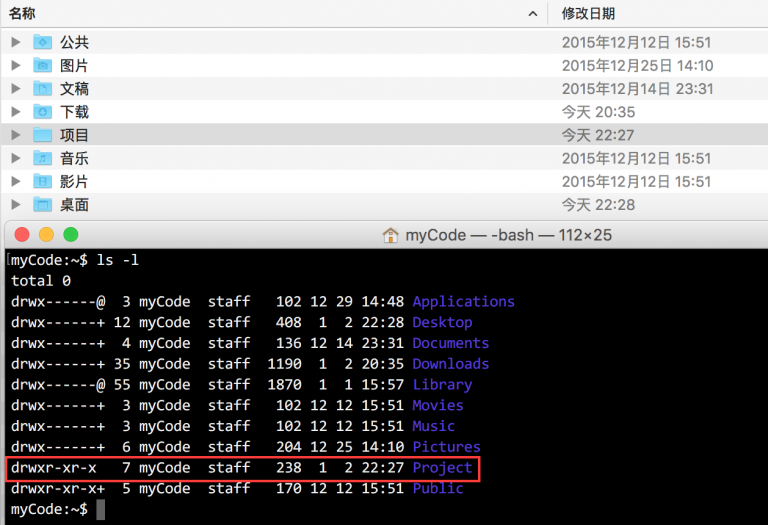 名称 修改日期
公共 2015年12月12日 15:51
图片 2015年12月25日 14:10
文稿 2015年12月14日 23:31
下载 今天 20:35
项目 今天 22:27
音乐 2015年12月12日 15:51
影片 2015年12月12日 15:51
桌面 今天 22:28
myCode — -bash — 112×25
[myCode:~$ ls -l
total 0
drwx------@  3 myCode  staff   102 12 29 14:48 Applications
drwx------+ 12 myCode  staff   408  1  2 22:28 Desktop
drwx------+  4 myCode  staff   136 12 14 23:31 Documents
drwx------+ 35 myCode  staff  1190  1  2 20:35 Downloads
drwx------@ 55 myCode  staff  1870  1  1 15:57 Library
drwx------+  3 myCode  staff   102 12 12 15:51 Movies
drwx------+  3 myCode  staff   102 12 12 15:51 Music
drwx------+  6 myCode  staff   204 12 25 14:10 Pictures
drwxr-xr-x   7 myCode  staff   238  1  2 22:27 Project
drwxr-xr-x+  5 myCode  staff   170 12 12 15:51 Public
myCode:~$